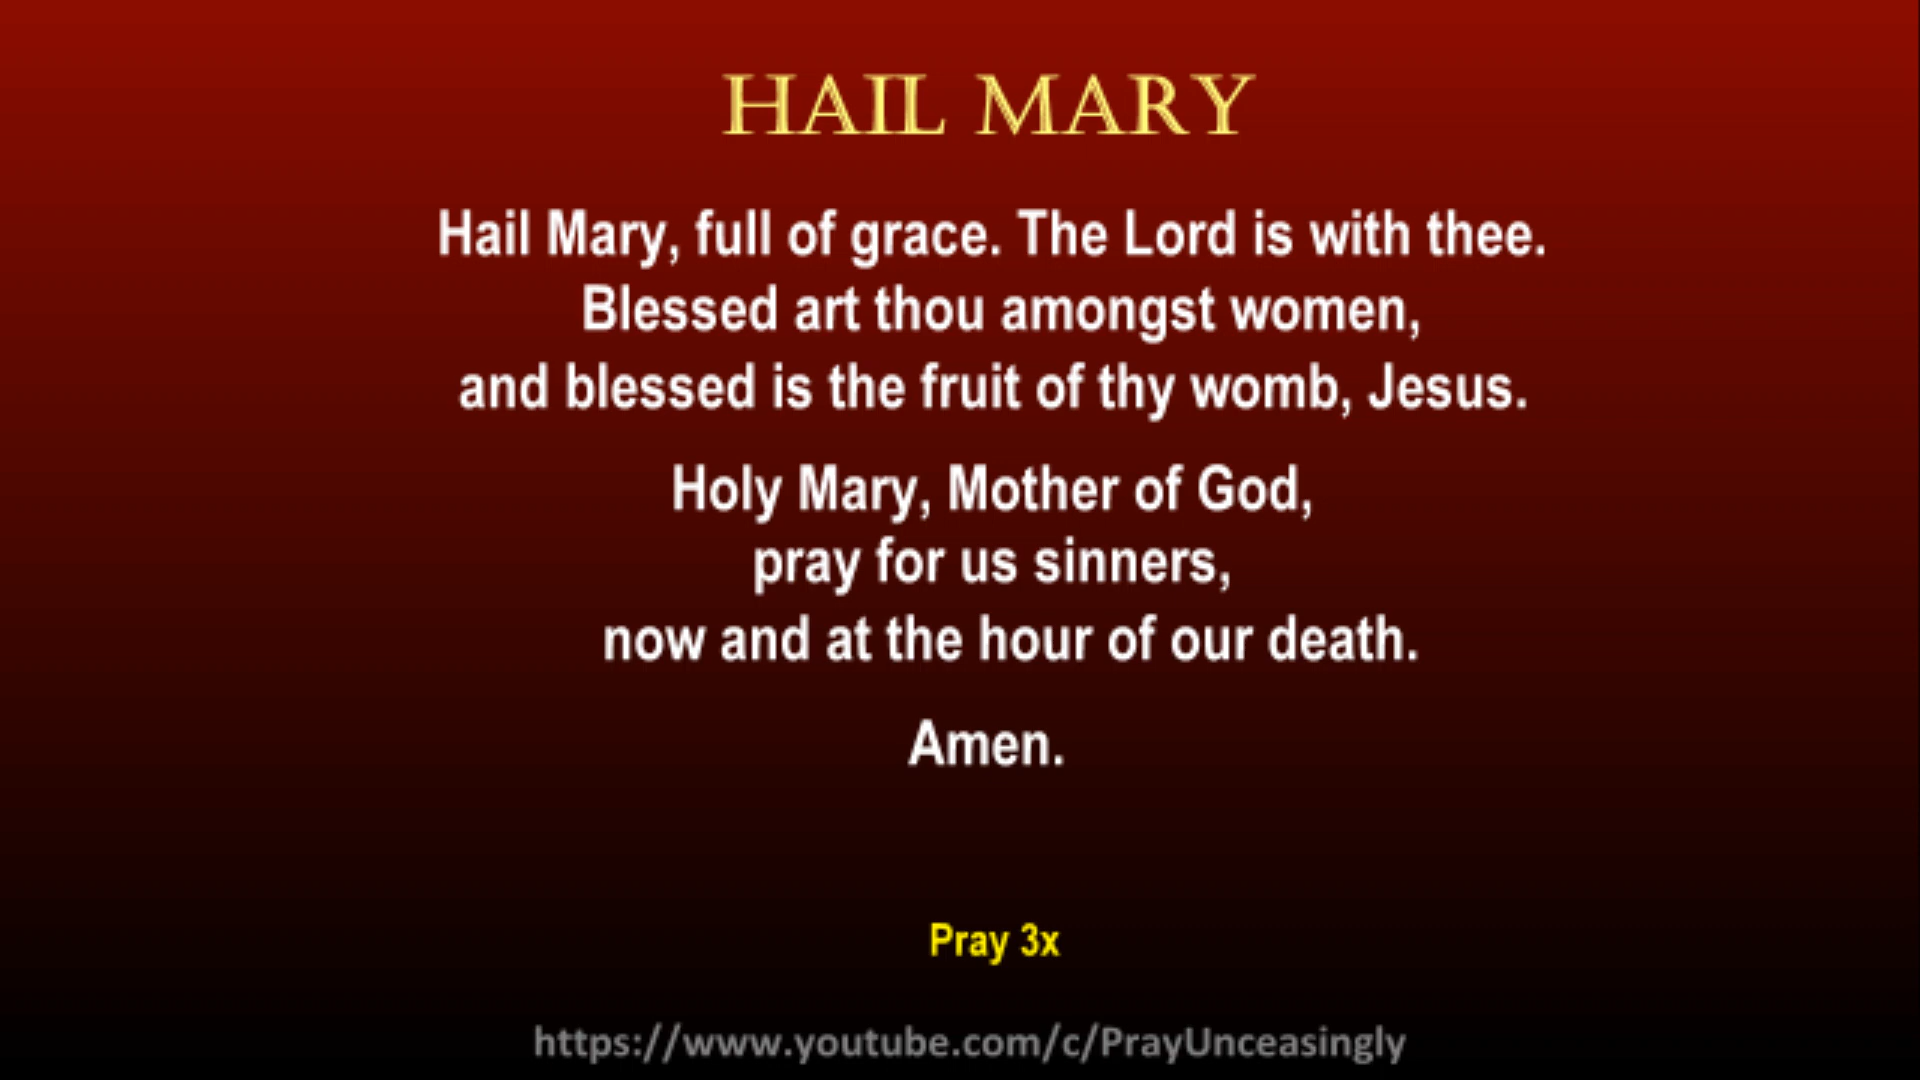 HAIL MARY
Hail Mary, full of grace. The Lord is with thee.
Blessed art thou amongst women,
and blessed is the fruit of thy womb, Jesus.
Holy Mary, Mother of God,
pray for us sinners,
now and at the hour of our death.
Amen.
Pray 3x
https://www.youtube.com/c/PrayUnceasingly